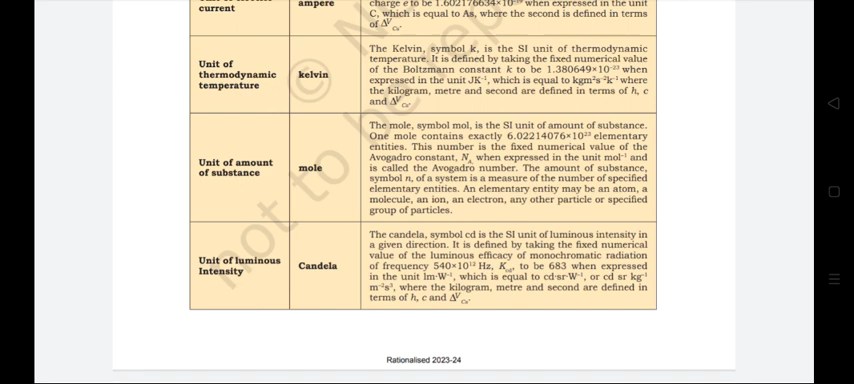 current
ampere
charge e to be 1.602176634×10⁻¹⁹ when expressed in the unit
C, which is equal to As, where the second is defined in terms
of ΔV_Cs.
Unit of
thermodynamic
temperature
kelvin
The Kelvin, symbol k, is the SI unit of thermodynamic
temperature. It is defined by taking the fixed numerical value
of the Boltzmann constant k to be 1.380649×10⁻²³ when
expressed in the unit JK⁻¹, which is equal to kgm²s⁻²k⁻¹ where
the kilogram, metre and second are defined in terms of h, c
and ΔV_Cs.
Unit of amount
of substance
mole
The mole, symbol mol, is the SI unit of amount of substance.
One mole contains exactly 6.02214076×10²³ elementary
entities. This number is the fixed numerical value of the
Avogadro constant, N_A, when expressed in the unit mol⁻¹ and
is called the Avogadro number. The amount of substance,
symbol n, of a system is a measure of the number of specified
elementary entities. An elementary entity may be an atom, a
molecule, an ion, an electron, any other particle or specified
group of particles.
Unit of luminous
Intensity
Candela
The candela, symbol cd is the SI unit of luminous intensity in
a given direction. It is defined by taking the fixed numerical
value of the luminous efficacy of monochromatic radiation
of frequency 540×10¹² Hz, K_cd, to be 683 when expressed
in the unit lm·W⁻¹, which is equal to cd·sr·W⁻¹, or cd sr kg⁻¹
m⁻²s³, where the kilogram, metre and second are defined in
terms of h, c and ΔV_Cs.
©
not to be rep
Rationalised 2023-24